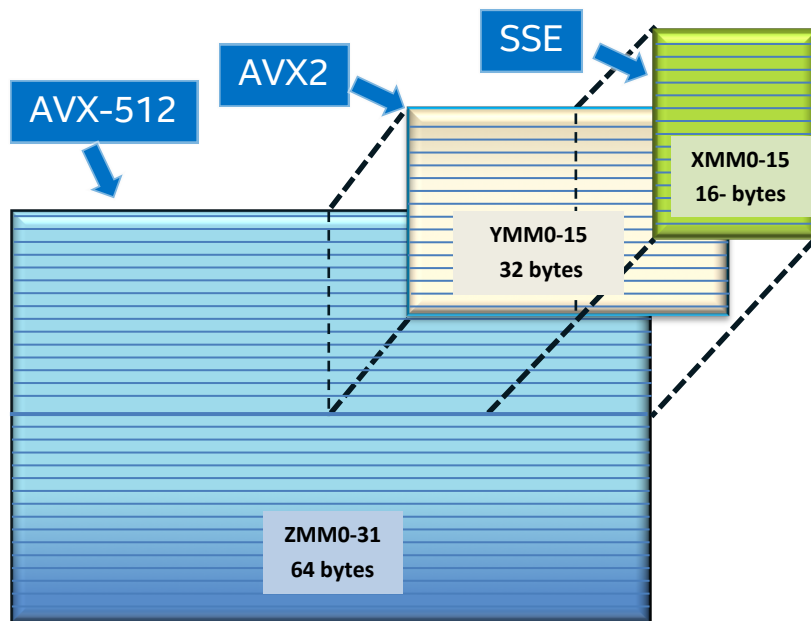 SSE
AVX2
AVX-512
XMM0-15
16- bytes
YMM0-15
32 bytes
ZMM0-31
64 bytes